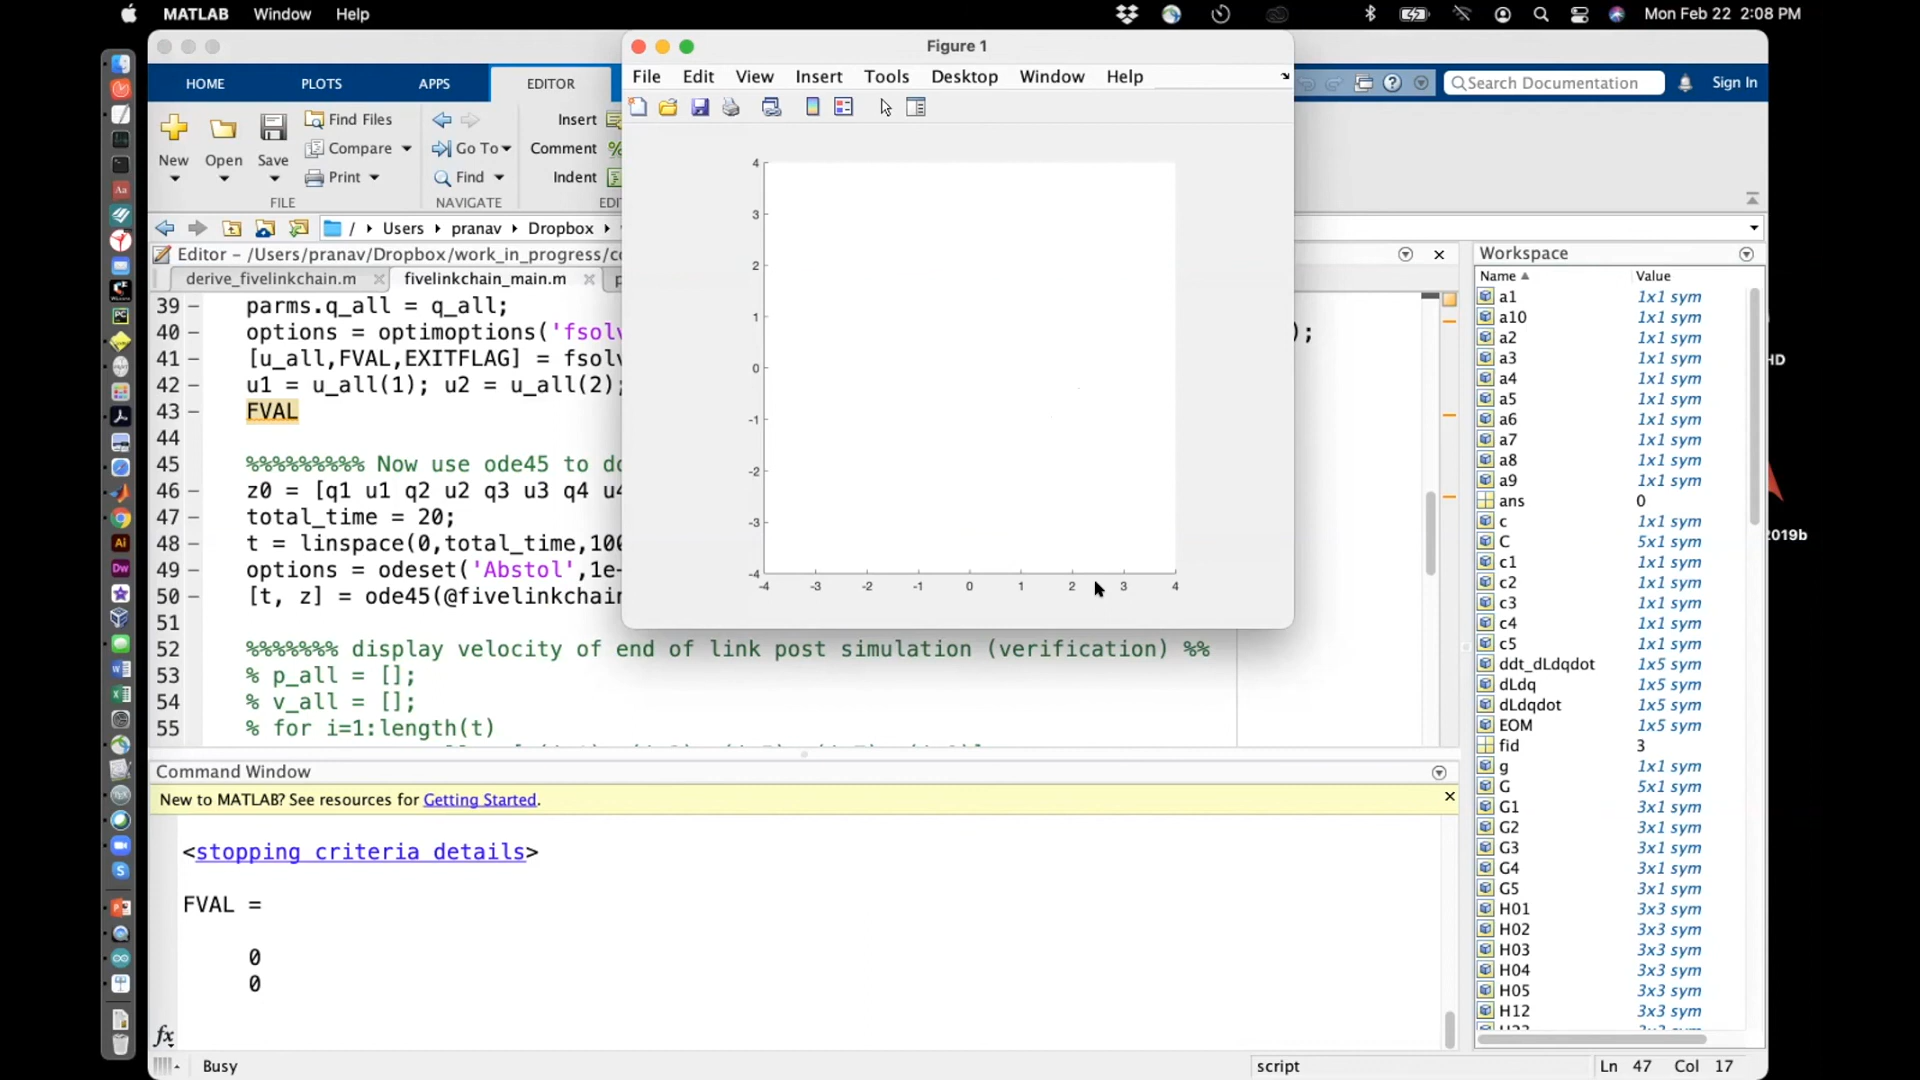 MATLAB Window Help
Mon Feb 22 2:08 PM
Figure 1
File Edit View Insert Tools Desktop Window Help
HOME PLOTS APPS EDITOR
Search Documentation
Sign In
New
Open
Save
Find Files
Compare
Print
FILE
Go To
Find
NAVIGATE
Insert
Comment
Indent
/ Users pranav Dropbox
Editor - /Users/pranav/Dropbox/work_in_progress/
derive_fivelinkchain.m fivelinkchain_main.m
39 - parms.q_all = q_all;
40 - options = optimoptions('fsolv );
41 - [u_all,FVAL,EXITFLAG] = fsolv
42 - u1 = u_all(1); u2 = u_all(2);
43 - FVAL
44
45 %%%%%%%%% Now use ode45 to do
46 - z0 = [q1 u1 q2 u2 q3 u3 q4 u4
47 - total_time = 20;
48 - t = linspace(0,total_time,100
49 - options = odeset('Abstol',1e-
50 - [t, z] = ode45(@fivelinkchain
51
52 %%%%%%% display velocity of end of link post simulation (verification) %%
53 % p_all = [];
54 % v_all = [];
55 % for i=1:length(t)
4
3
2
1
0
-1
-2
-3
-4
-4 -3 -2 -1 0 1 2 3 4
Command Window
New to MATLAB? See resources for Getting Started.
<stopping criteria details>
FVAL =
0
0
fx
Busy
script
Ln 47 Col 17
Workspace
Name Value
a1 1x1 sym
a10 1x1 sym
a2 1x1 sym
a3 1x1 sym
a4 1x1 sym
a5 1x1 sym
a6 1x1 sym
a7 1x1 sym
a8 1x1 sym
a9 1x1 sym
ans 0
c 1x1 sym
C 5x1 sym
c1 1x1 sym
c2 1x1 sym
c3 1x1 sym
c4 1x1 sym
c5 1x1 sym
ddt_dLdqdot 1x5 sym
dLdq 1x5 sym
dLdqdot 1x5 sym
EOM 1x5 sym
fid 3
g 1x1 sym
G 5x1 sym
G1 3x1 sym
G2 3x1 sym
G3 3x1 sym
G4 3x1 sym
G5 3x1 sym
H01 3x3 sym
H02 3x3 sym
H03 3x3 sym
H04 3x3 sym
H05 3x3 sym
H12 3x3 sym
HD
2019b